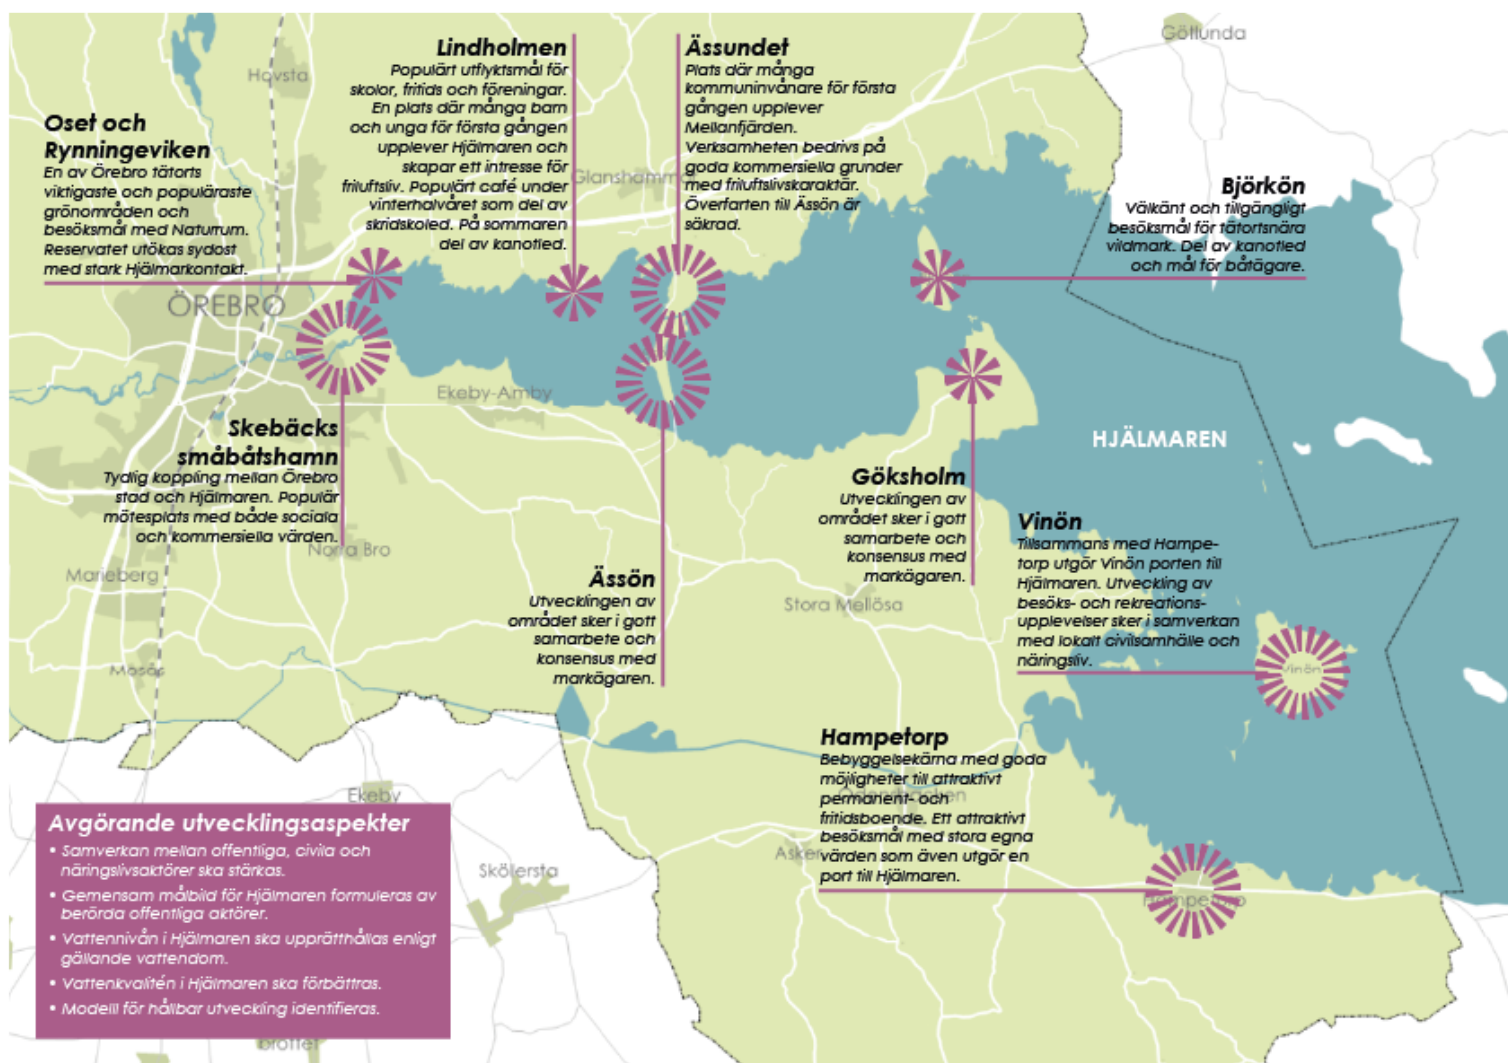 Götlunda
Hovsta
Lindholmen
Populärt utflyktsmål för
skolor, fritids och föreningar.
En plats där många barn
och unga för första gången
upplever Hjälmaren och
skapar ett intresse för
friluftsliv. Populärt café under
vinterhalvåret som del av
skridskoled. På sommaren
del av kanotled.
Ässundet
Plats där många
kommuninvånare för första
gången upplever
Mellanfjärden.
Verksamheten bedrivs på
goda kommersiella grunder
med friluftslivskaraktär.
Överfarten till Ässön är
säkrad.
Oset och
Rynningeviken
En av Örebro tätorts
viktigaste och populäraste
grönområden och
besöksmål med Naturrum.
Reservatet utökas sydost
med stark Hjälmarkontakt.
Glanshammar
Björkön
Välkänt och tillgängligt
besöksmål för tätortsnära
vildmark. Del av kanotled
och mål för båtägare.
ÖREBRO
Ekeby-Almby
HJÄLMAREN
Skebäcks
småbåtshamn
Tydlig koppling mellan Örebro
stad och Hjälmaren. Populär
mötesplats med både sociala
och kommersiella värden.
Norra Bro
Marieberg
Mosås
Göksholm
Utvecklingen av
området sker i gott
samarbete och
konsensus med
markägaren.
Vinön
Tillsammans med Hampe-
torp utgör Vinön porten till
Hjälmaren. Utveckling av
besöks- och rekreations-
upplevelser sker i samverkan
med lokalt civilsamhälle och
näringsliv.
Vinön
Ässön
Utvecklingen av
området sker i gott
samarbete och
konsensus med
markägaren.
Stora Mellösa
Hampetorp
Bebyggelsekärna med goda
möjligheter till attraktivt
permanent- och
fritidsboende. Ett attraktivt
besöksmål med stora egna
värden som även utgör en
port till Hjälmaren.
Odensbacken
Asker
Hampetorp
Ekeby
Sköllersta
Avgörande utvecklingsaspekter
• Samverkan mellan offentliga, civila och
näringslivsaktörer ska stärkas.
• Gemensam målbild för Hjälmaren formuleras av
berörda offentliga aktörer.
• Vattennivån i Hjälmaren ska upprätthållas enligt
gällande vattendom.
• Vattenkvalitén i Hjälmaren ska förbättras.
• Modell för hållbar utveckling identifieras.